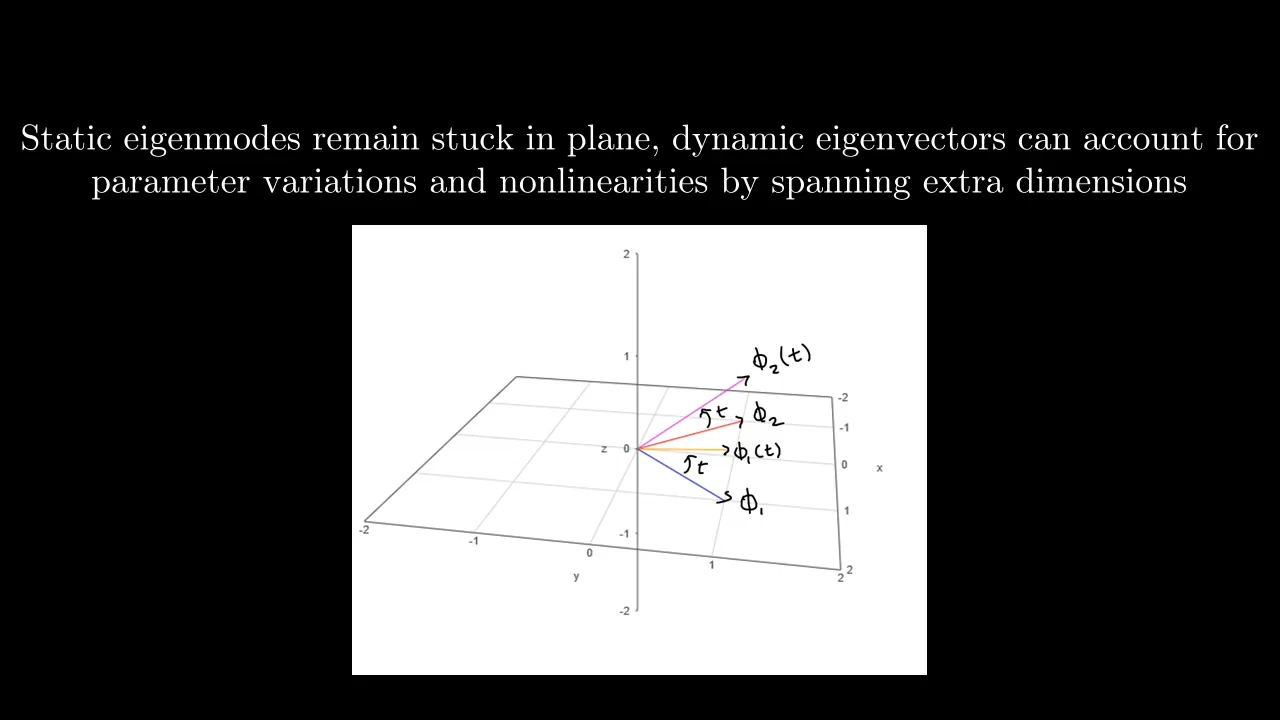 Static eigenmodes remain stuck in plane, dynamic eigenvectors can account for
parameter variations and nonlinearities by spanning extra dimensions
2
1
ϕ₂(t)
-2
t ϕ₂
-1
z 0
ϕ₁(t)
0 x
t
ϕ₁
1
-2
-1
-1
0
1
2
2
y
-2